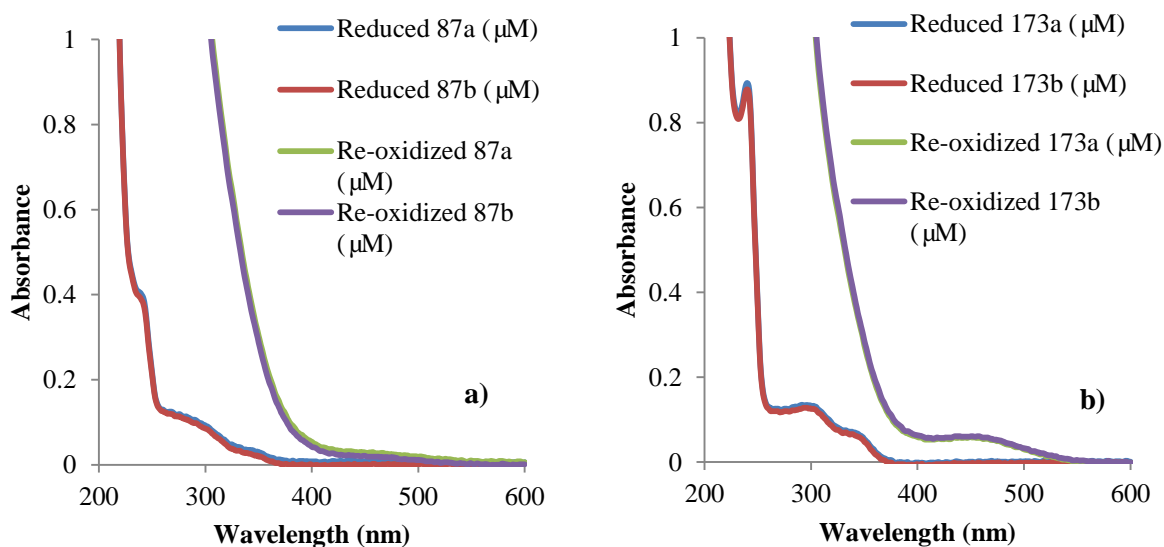 1
0.8
0.6
0.4
0.2
0
200
300
400
500
600
Absorbance
Wavelength (nm)
Reduced 87a (µM)
Reduced 87b (µM)
Re-oxidized 87a
(µM)
Re-oxidized 87b
(µM)
a)
1
0.8
0.6
0.4
0.2
0
200
300
400
500
600
Absorbance
Wavelength (nm)
Reduced 173a (µM)
Reduced 173b (µM)
Re-oxidized 173a (µM)
Re-oxidized 173b
(µM)
b)